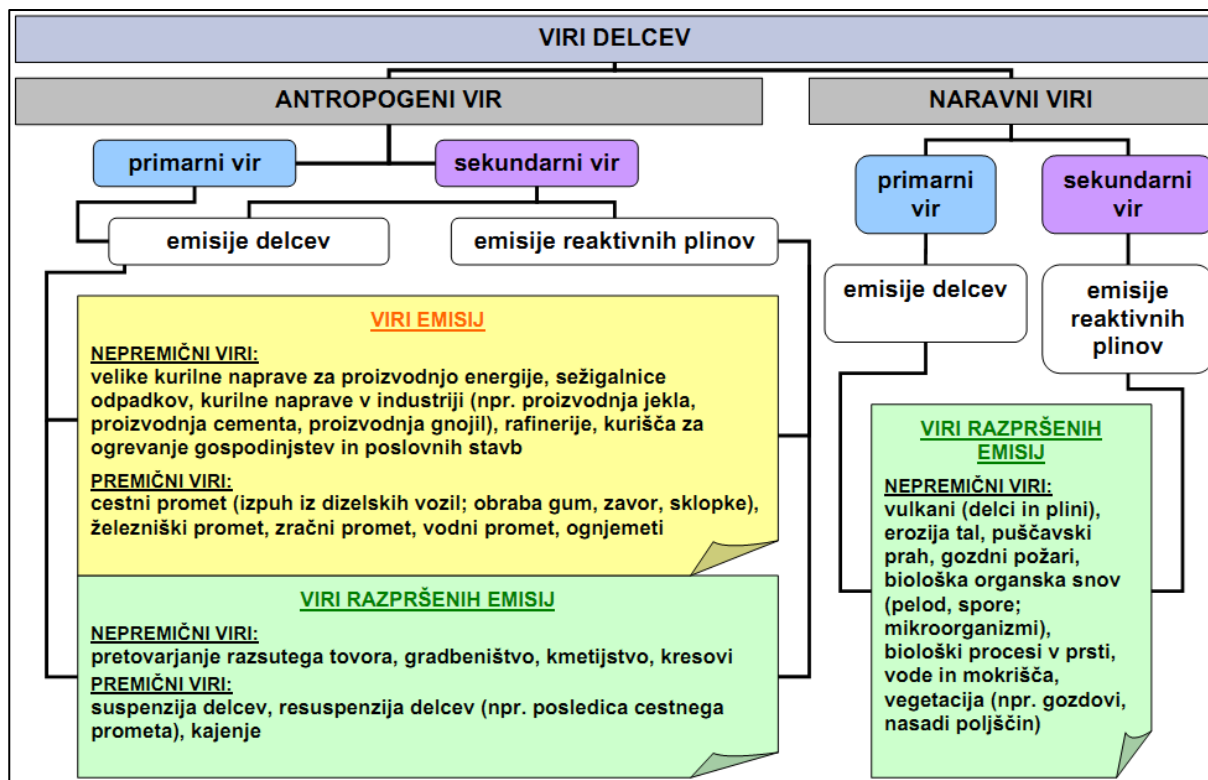 VIRI DELCEV
ANTROPOGENI VIR
NARAVNI VIRI
primarni vir
sekundarni vir
emisije delcev
emisije reaktivnih plinov
primarni
vir
sekundarni
vir
emisije delcev
emisije
reaktivnih
plinov
VIRI EMISIJ
NEPREMIČNI VIRI:
velike kurilne naprave za proizvodnjo energije, sežigalnice
odpadkov, kurilne naprave v industriji (npr. proizvodnja jekla,
proizvodnja cementa, proizvodnja gnojil), rafinerije, kurišča za
ogrevanje gospodinjstev in poslovnih stavb
PREMIČNI VIRI:
cestni promet (izpuh iz dizelskih vozil; obraba gum, zavor, sklopke),
železniški promet, zračni promet, vodni promet, ognjemeti
VIRI RAZPRŠENIH EMISIJ
NEPREMIČNI VIRI:
pretovarjanje razsutega tovora, gradbeništvo, kmetijstvo, kresovi
PREMIČNI VIRI:
suspenzija delcev, resuspenzija delcev (npr. posledica cestnega
prometa), kajenje
VIRI RAZPRŠENIH
EMISIJ
NEPREMIČNI VIRI:
vulkani (delci in plini),
erozija tal, puščavski
prah, gozdni požari,
biološka organska snov
(pelod, spore;
mikroorganizmi),
biološki procesi v prsti,
vode in mokrišča,
vegetacija (npr. gozdovi,
nasadi poljščin)